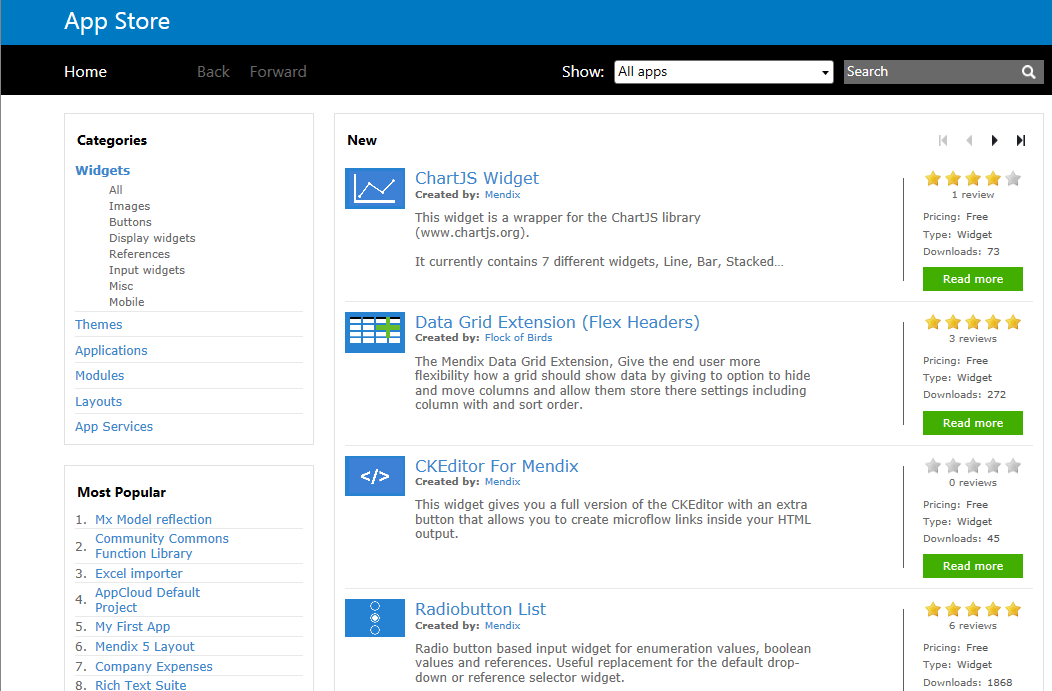 App Store
Home
Back
Forward
Show:
All apps
Search
Categories
Widgets
All
Images
Buttons
Display widgets
References
Input widgets
Misc
Mobile
Themes
Applications
Modules
Layouts
App Services
Most Popular
1. Mx Model reflection
2. Community Commons
Function Library
3. Excel importer
4. AppCloud Default
Project
5. My First App
6. Mendix 5 Layout
7. Company Expenses
8. Rich Text Suite
New
ChartJS Widget
Created by: Mendix
This widget is a wrapper for the ChartJS library
(www.chartjs.org).
It currently contains 7 different widgets, Line, Bar, Stacked...
1 review
Pricing: Free
Type: Widget
Downloads: 73
Read more
Data Grid Extension (Flex Headers)
Created by: Flock of Birds
The Mendix Data Grid Extension, Give the end user more
flexibility how a grid should show data by giving to option to hide
and move columns and allow them store there settings including
column with and sort order.
3 reviews
Pricing: Free
Type: Widget
Downloads: 272
Read more
</>
CKEditor For Mendix
Created by: Mendix
This widget gives you a full version of the CKEditor with an extra
button that allows you to create microflow links inside your HTML
output.
0 reviews
Pricing: Free
Type: Widget
Downloads: 45
Read more
Radiobutton List
Created by: Mendix
Radio button based input widget for enumeration values, boolean
values and references. Useful replacement for the default drop-
down or reference selector widget.
6 reviews
Pricing: Free
Type: Widget
Downloads: 1868